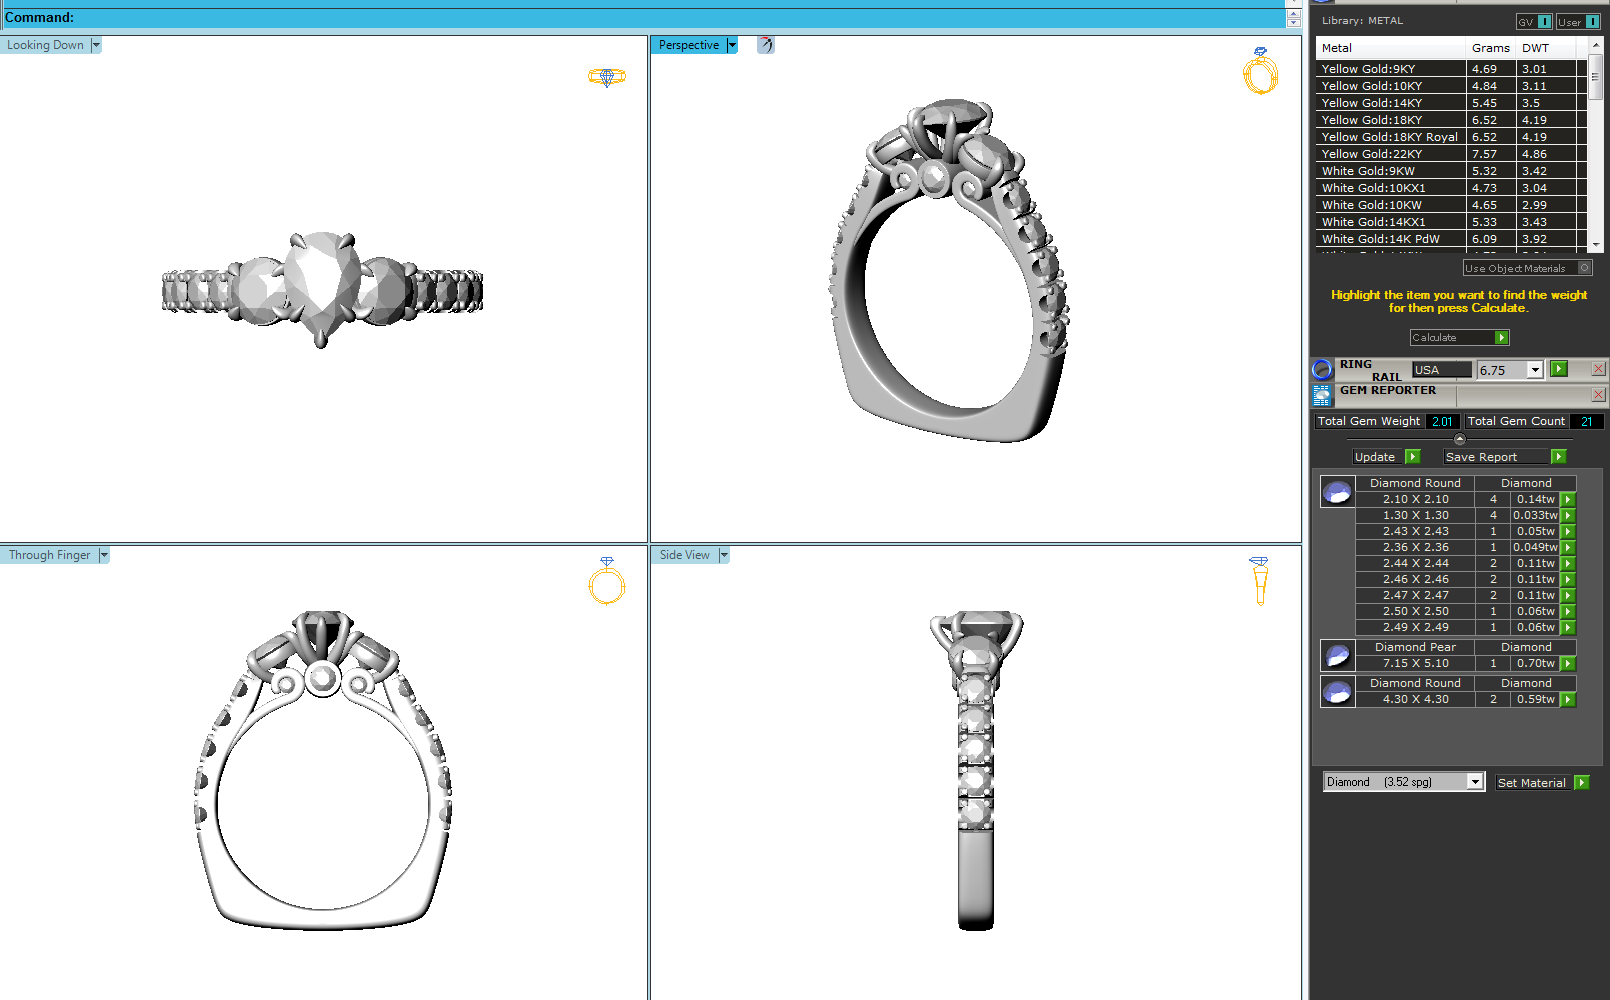 Command:
Looking Down
Perspective
Through Finger
Side View
Library: METAL GV User
Metal Grams DWT
Yellow Gold:9KY 4.69 3.01
Yellow Gold:10KY 4.84 3.11
Yellow Gold:14KY 5.45 3.5
Yellow Gold:18KY 6.52 4.19
Yellow Gold:18KY Royal 6.52 4.19
Yellow Gold:22KY 7.57 4.86
White Gold:9KW 5.32 3.42
White Gold:10KX1 4.73 3.04
White Gold:10KW 4.65 2.99
White Gold:14KX1 5.33 3.43
White Gold:14K PdW 6.09 3.92
Use Object Materials
Highlight the item you want to find the weight
for then press Calculate.
Calculate
RING RAIL USA 6.75
GEM REPORTER
Total Gem Weight 2.01 Total Gem Count 21
Update Save Report
Diamond Round Diamond
2.10 X 2.10 4 0.14tw
1.30 X 1.30 4 0.033tw
2.43 X 2.43 1 0.05tw
2.36 X 2.36 1 0.049tw
2.44 X 2.44 2 0.11tw
2.46 X 2.46 2 0.11tw
2.47 X 2.47 2 0.11tw
2.50 X 2.50 1 0.06tw
2.49 X 2.49 1 0.06tw
Diamond Pear Diamond
7.15 X 5.10 1 0.70tw
Diamond Round Diamond
4.30 X 4.30 2 0.59tw
Diamond (3.52 spg) Set Material